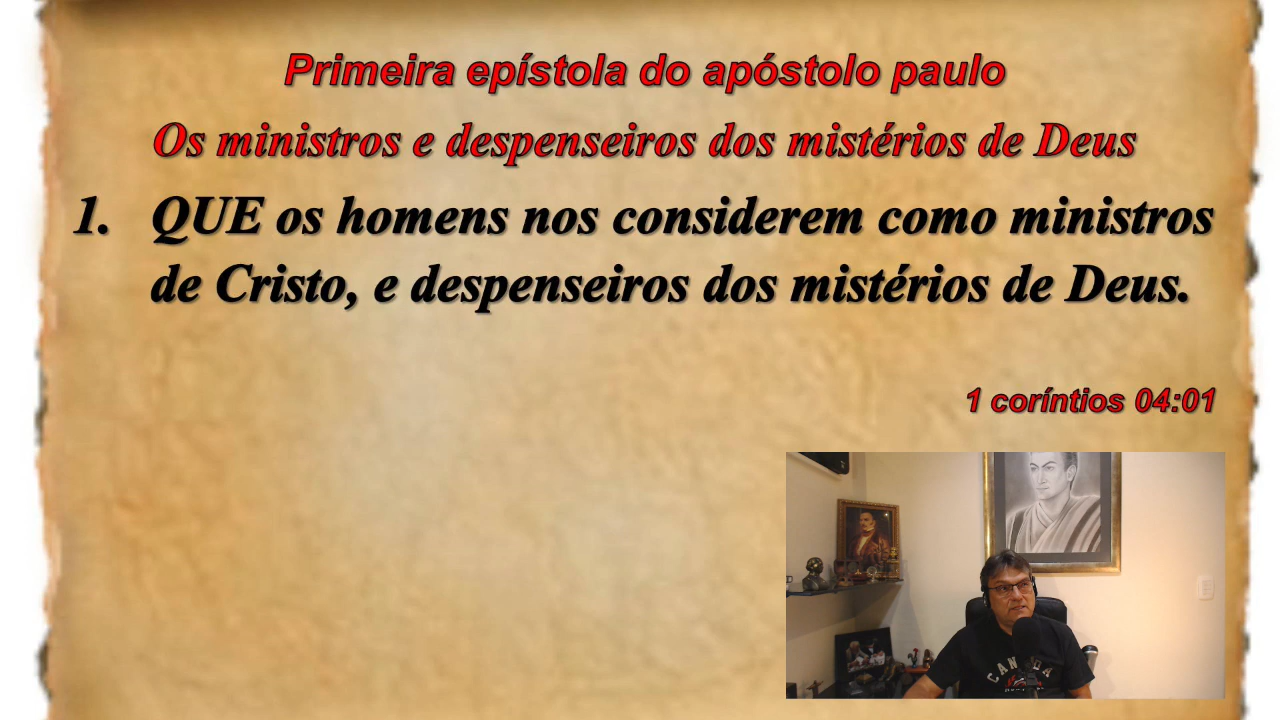 Primeira epístola do apóstolo paulo
Os ministros e despenseiros dos mistérios de Deus
1. QUE os homens nos considerem como ministros
de Cristo, e despenseiros dos mistérios de Deus.
1 coríntios 04:01
CANADA